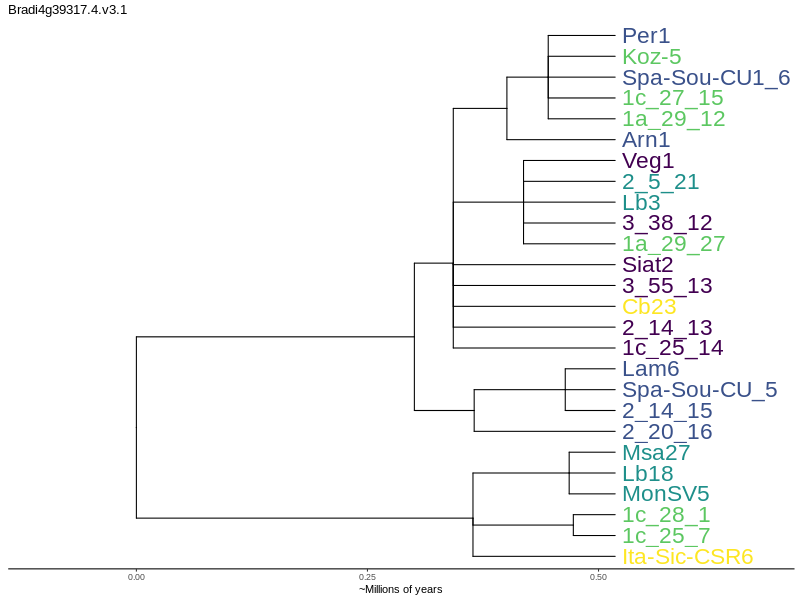 Bradi4g39317.4.v3.1
Per1
Koz-5
Spa-Sou-CU1_6
1c_27_15
1a_29_12
Arn1
Veg1
2_5_21
Lb3
3_38_12
1a_29_27
Siat2
3_55_13
Cb23
2_14_13
1c_25_14
Lam6
Spa-Sou-CU_5
2_14_15
2_20_16
Msa27
Lb18
MonSV5
1c_28_1
1c_25_7
Ita-Sic-CSR6
0.00 0.25 0.50
~Millions of years